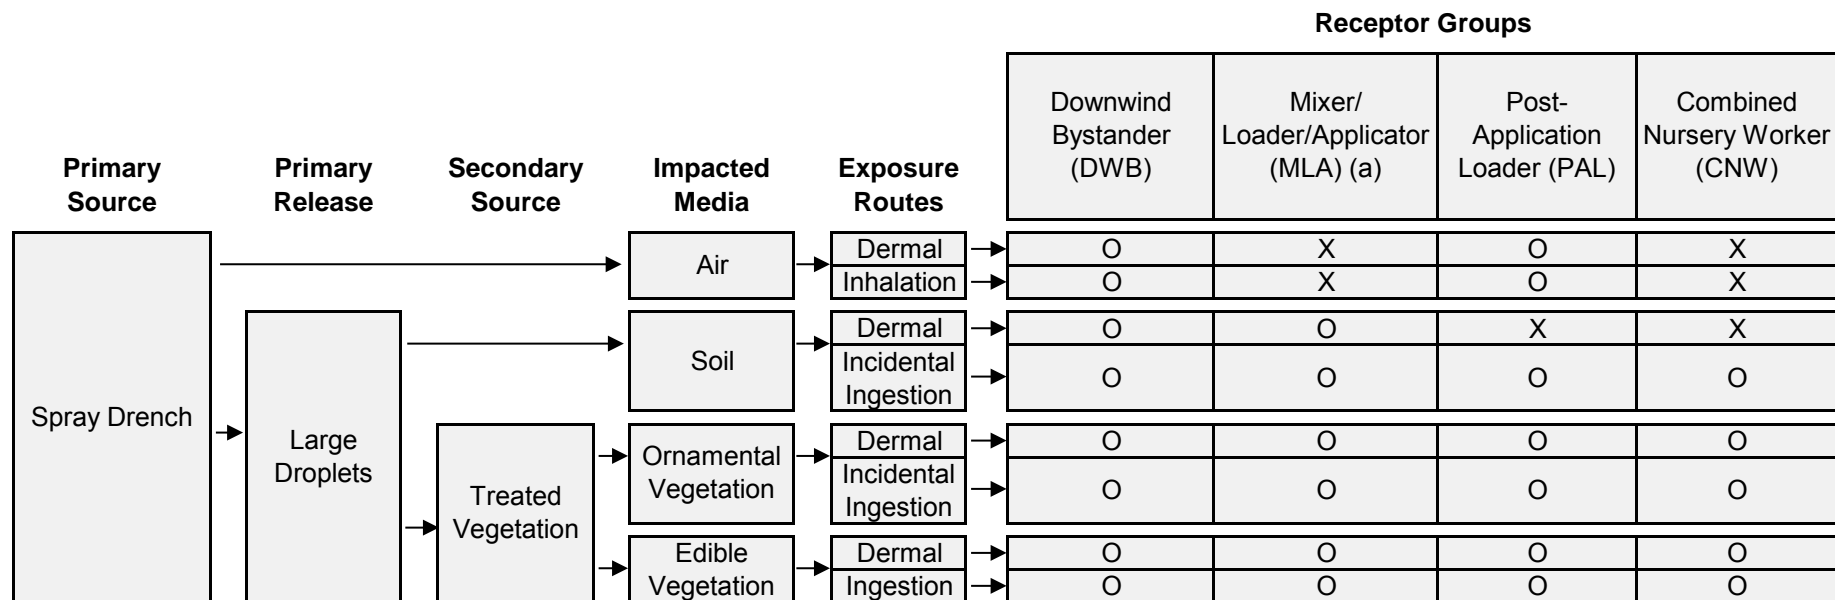 Receptor Groups
Downwind
Bystander
(DWB)
Mixer/
Loader/Applicator
(MLA) (a)
Post-
Application
Loader (PAL)
Combined
Nursery Worker
(CNW)
Primary
Source
Primary
Release
Secondary
Source
Impacted
Media
Exposure
Routes
Spray Drench
Large
Droplets
Treated
Vegetation
Air
Dermal O X O X
Inhalation O X O X
Soil
Dermal O O X X
Incidental
Ingestion
O O O O
Ornamental
Vegetation
Dermal O O O O
Incidental
Ingestion
O O O O
Edible
Vegetation
Dermal O O O O
Ingestion O O O O